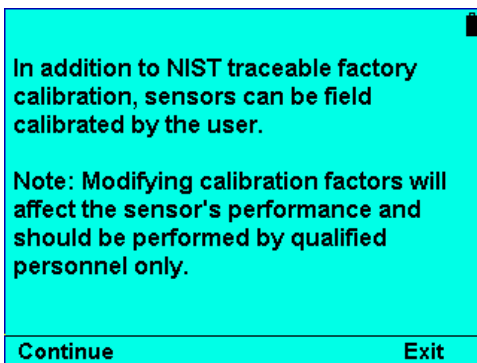 In addition to NIST traceable factory
calibration, sensors can be field
calibrated by the user.
Note: Modifying calibration factors will
affect the sensor's performance and
should be performed by qualified
personnel only.
Continue Exit